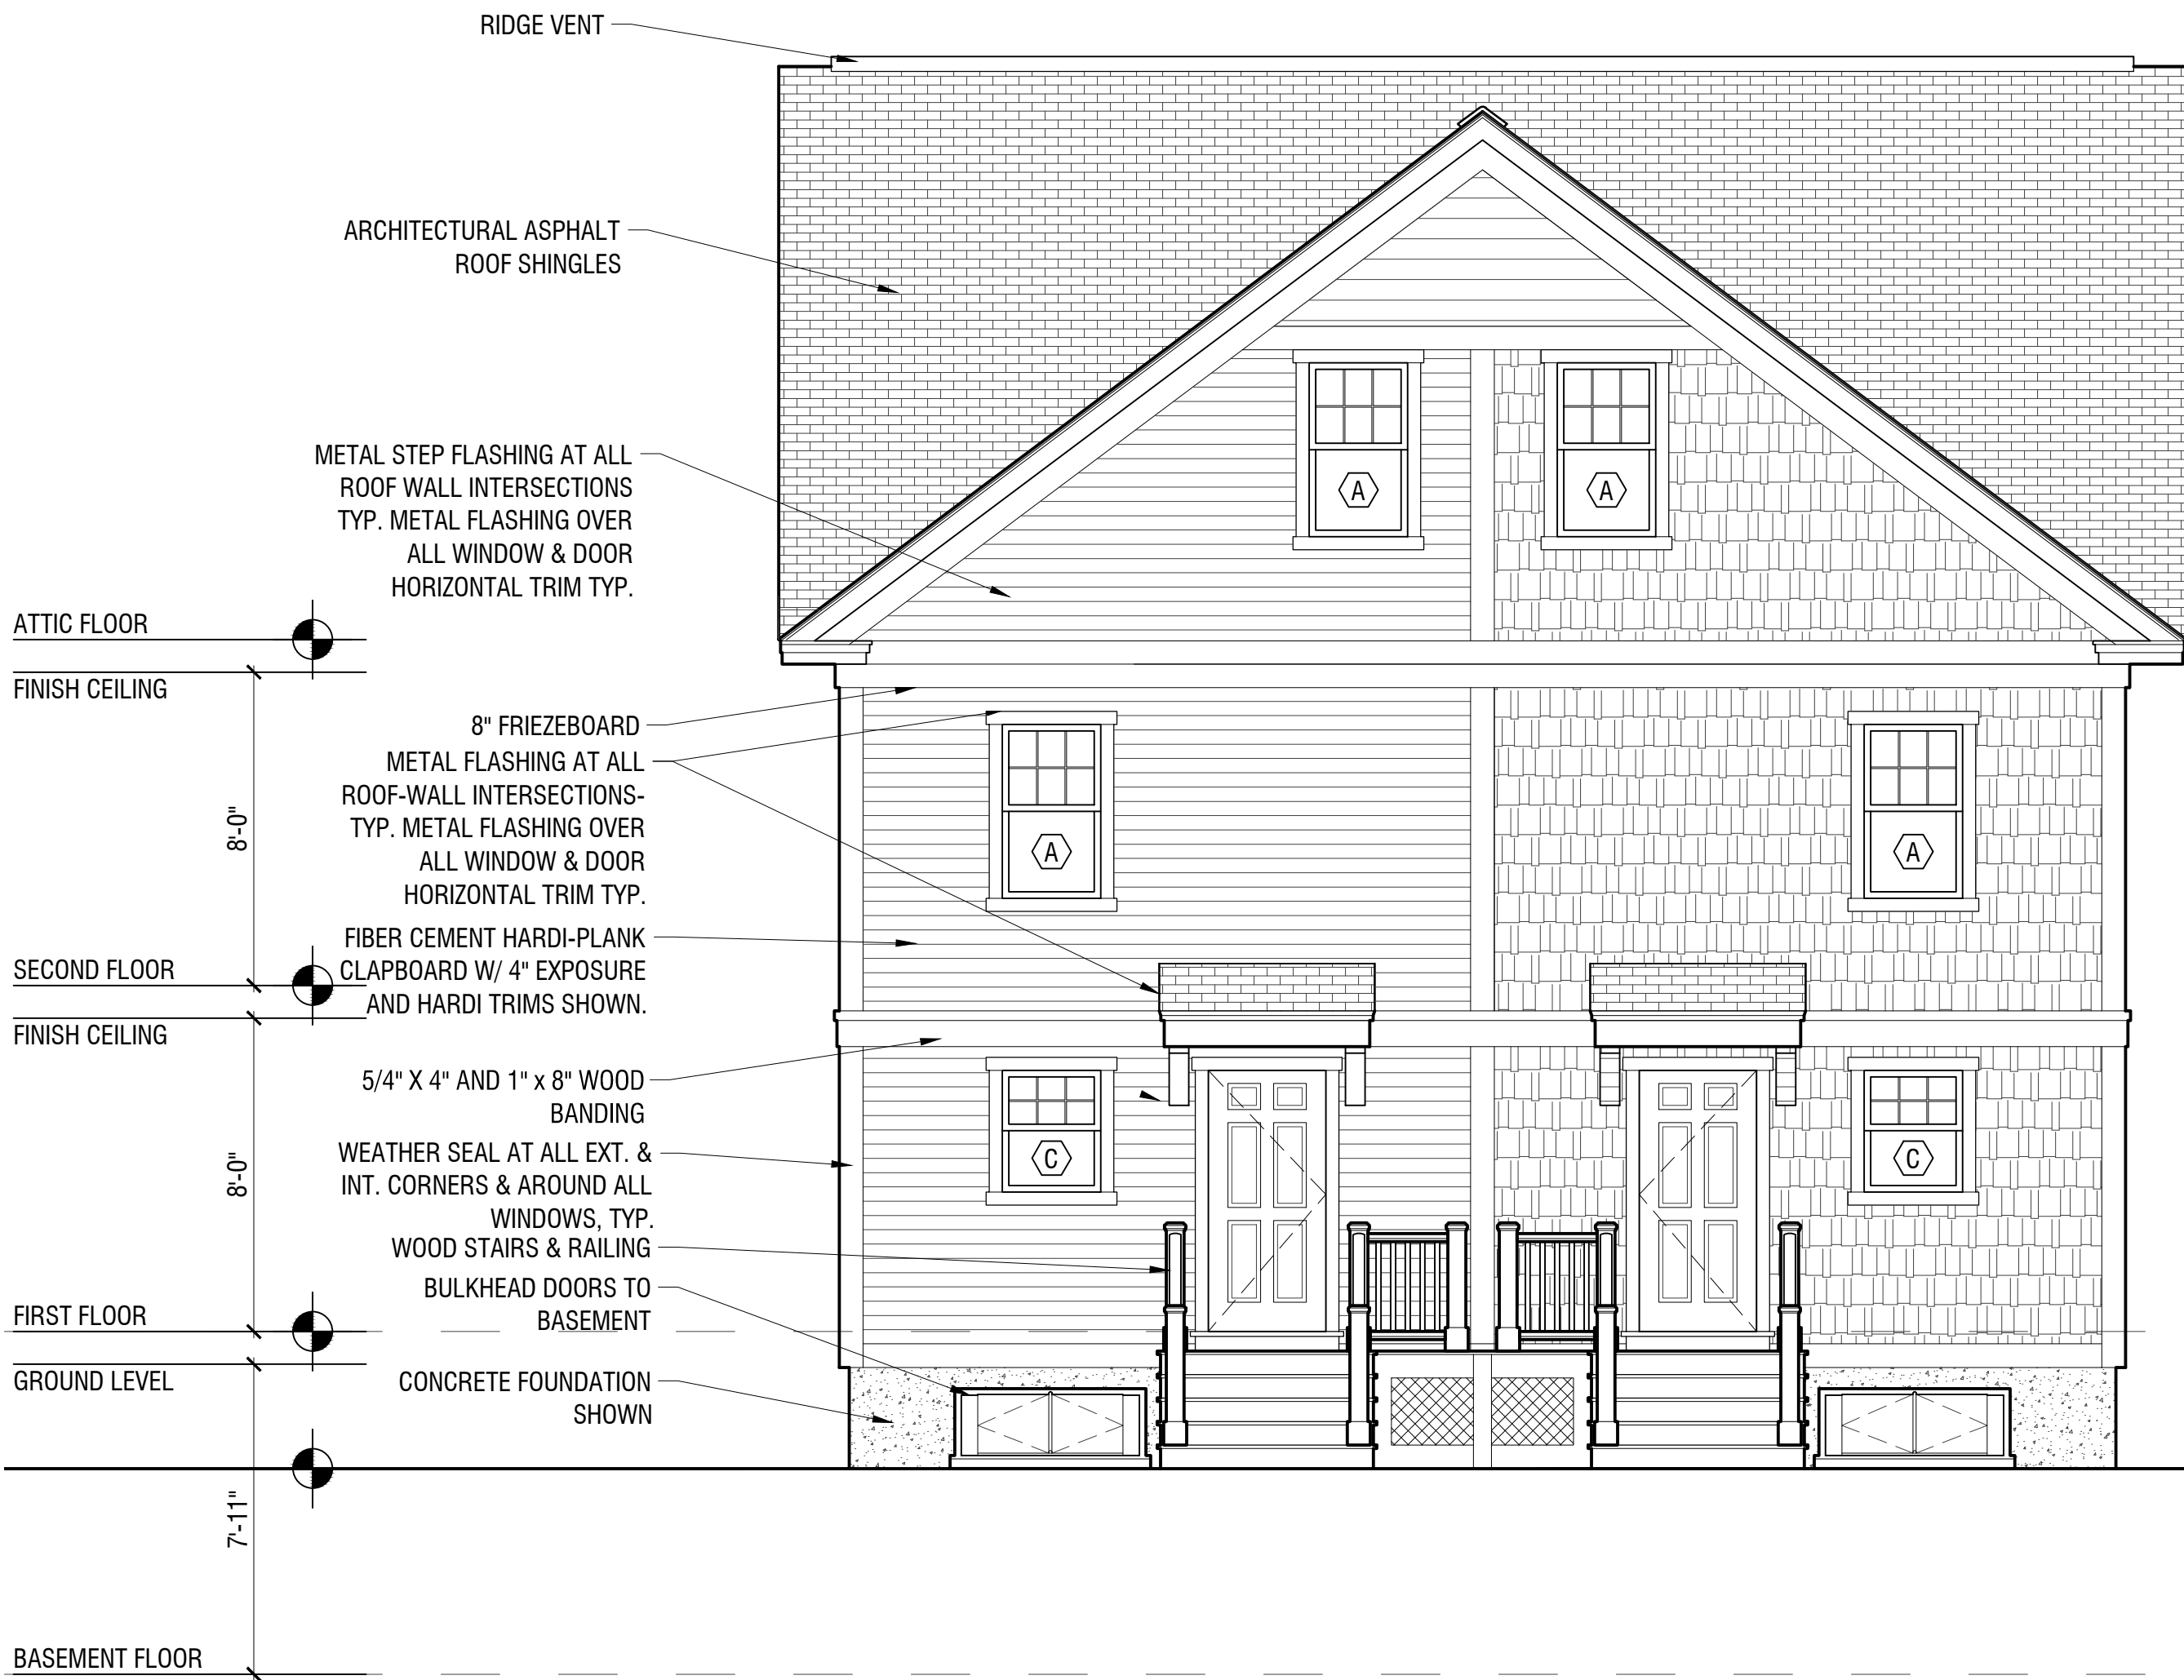 RIDGE VENT
ARCHITECTURAL ASPHALT
ROOF SHINGLES
METAL STEP FLASHING AT ALL
ROOF WALL INTERSECTIONS
TYP. METAL FLASHING OVER
ALL WINDOW & DOOR
HORIZONTAL TRIM TYP.
A
A
ATTIC FLOOR
FINISH CEILING
8'-0"
8" FRIEZEBOARD
METAL FLASHING AT ALL
ROOF-WALL INTERSECTIONS-
TYP. METAL FLASHING OVER
ALL WINDOW & DOOR
HORIZONTAL TRIM TYP.
A
A
FIBER CEMENT HARDI-PLANK
CLAPBOARD W/ 4" EXPOSURE
AND HARDI TRIMS SHOWN.
SECOND FLOOR
FINISH CEILING
8'-0"
5/4" X 4" AND 1" x 8" WOOD
BANDING
WEATHER SEAL AT ALL EXT. &
INT. CORNERS & AROUND ALL
WINDOWS, TYP.
C
C
WOOD STAIRS & RAILING
BULKHEAD DOORS TO
BASEMENT
FIRST FLOOR
GROUND LEVEL
CONCRETE FOUNDATION
SHOWN
7'-11"
BASEMENT FLOOR